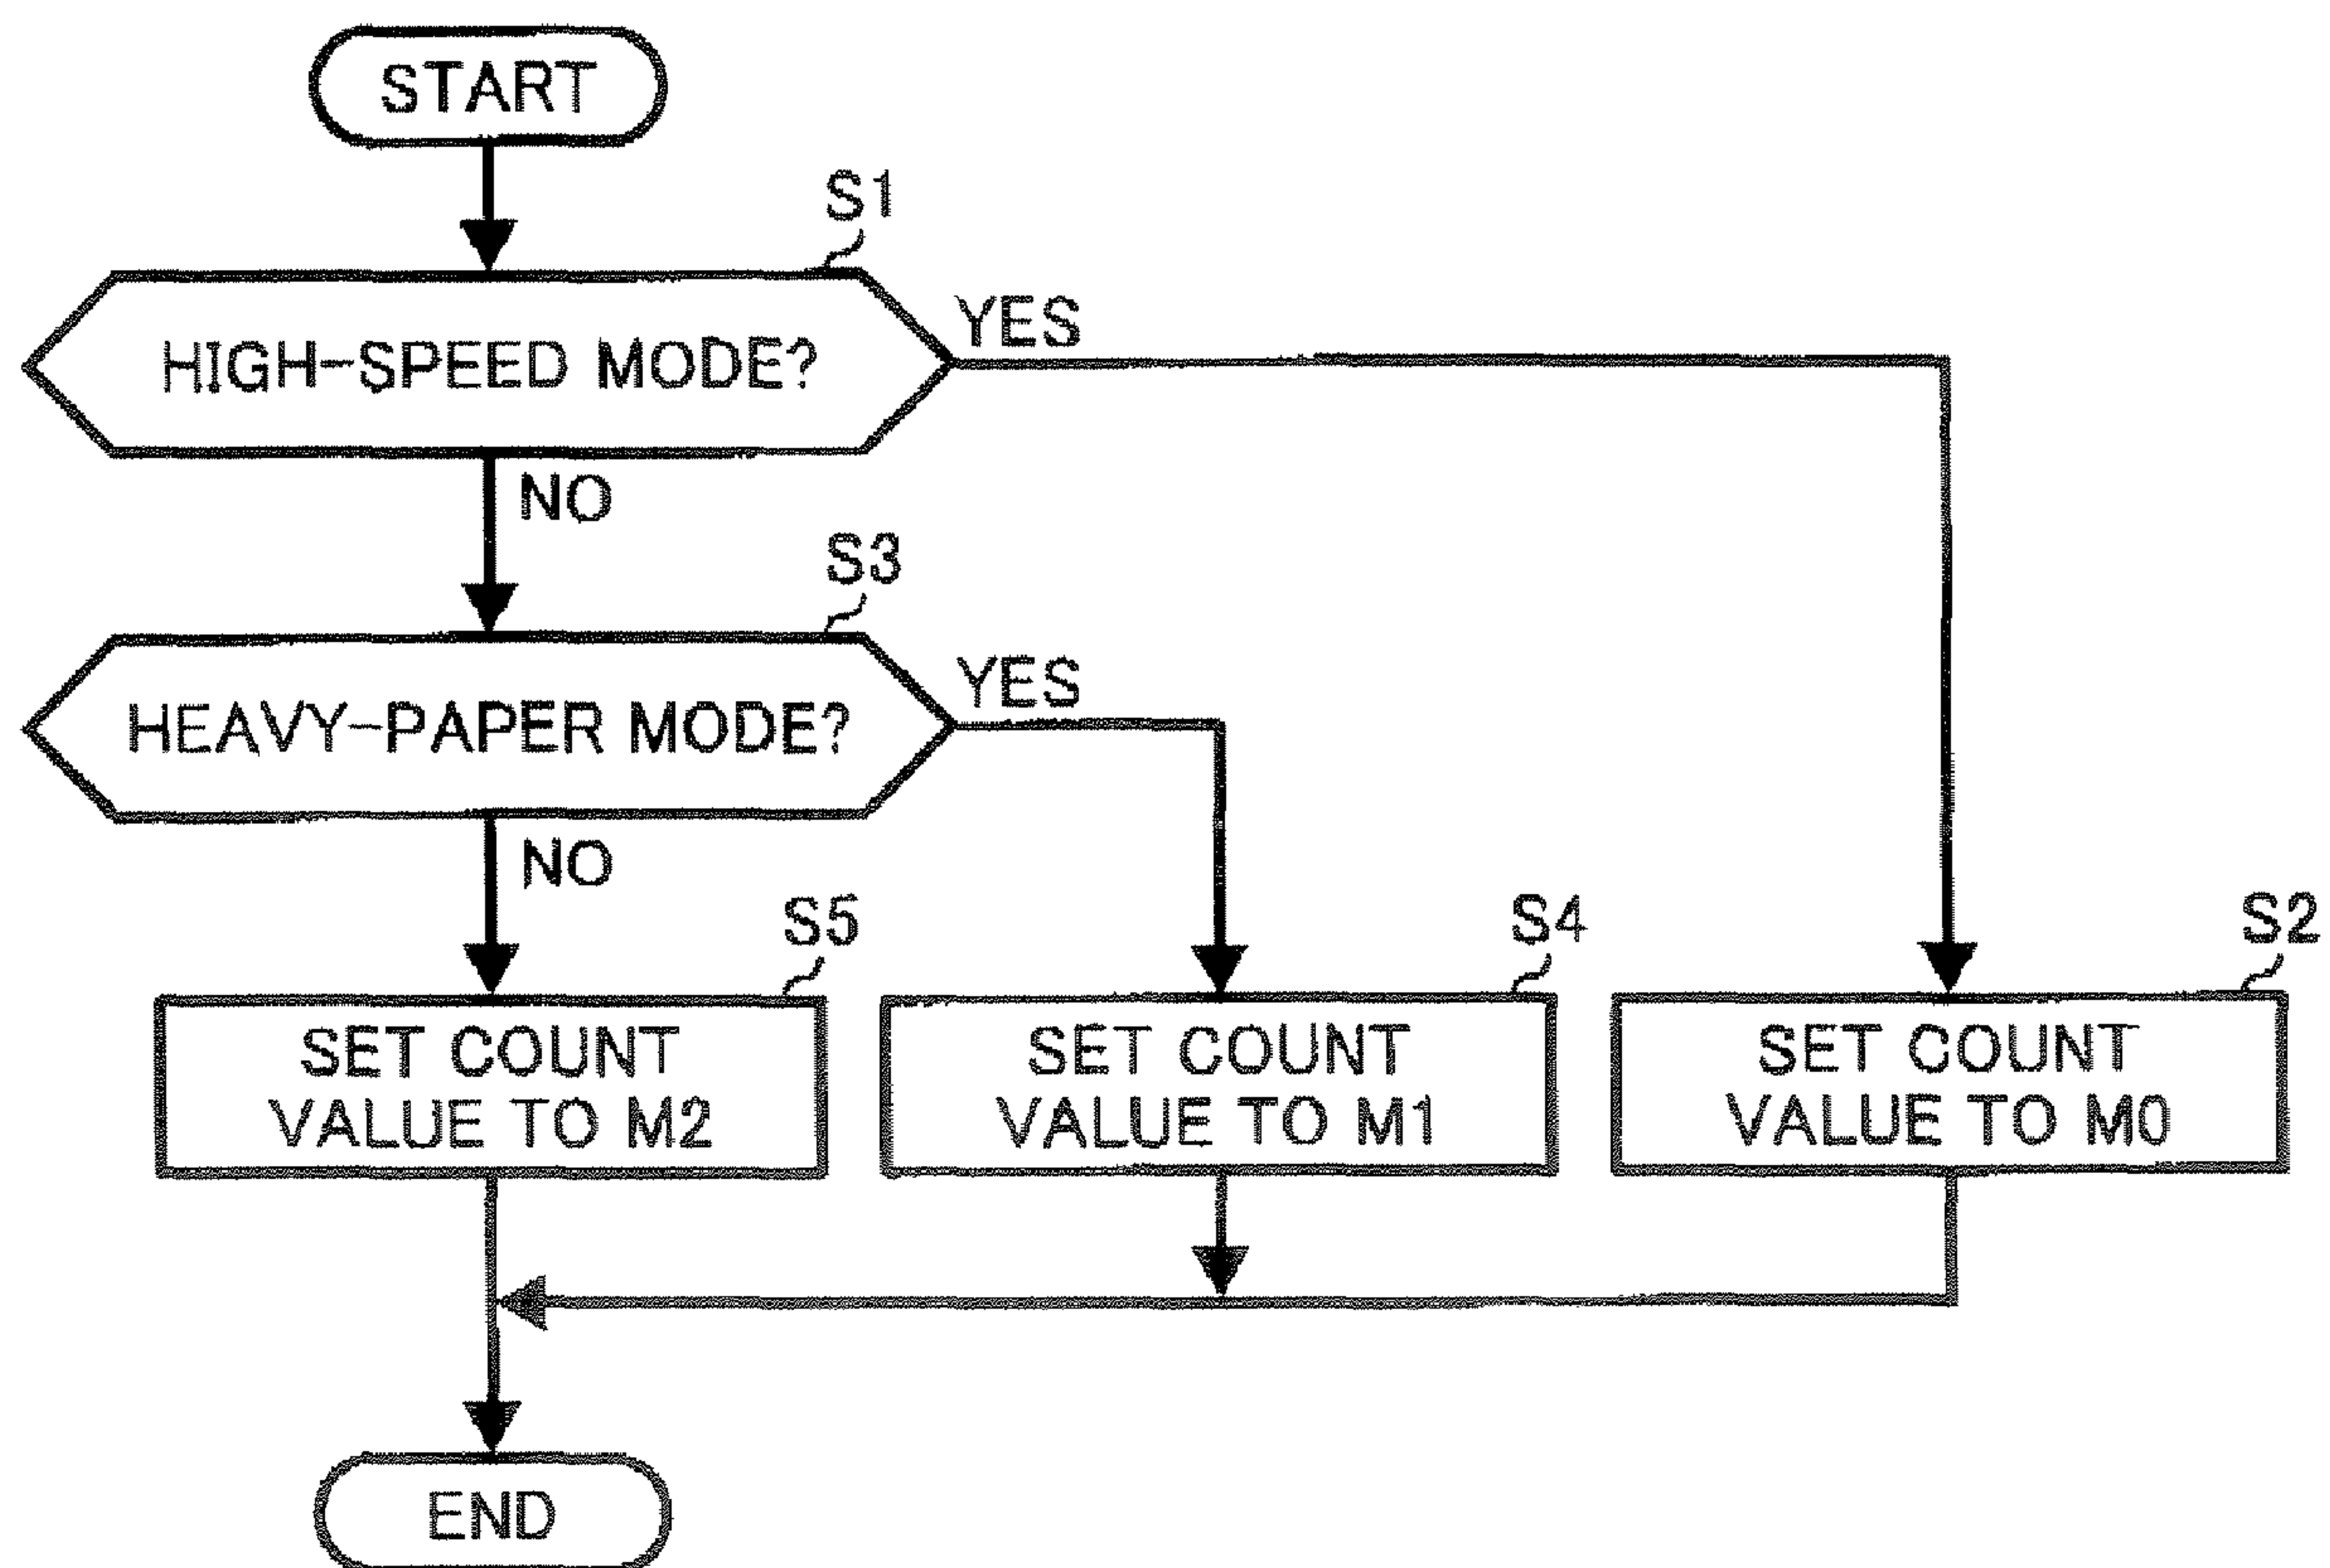 START
S1
HIGH-SPEED MODE?
YES
NO
S3
HEAVY-PAPER MODE?
YES
NO
S5
SET COUNT
VALUE TO M2
S4
SET COUNT
VALUE TO M1
S2
SET COUNT
VALUE TO M0
END